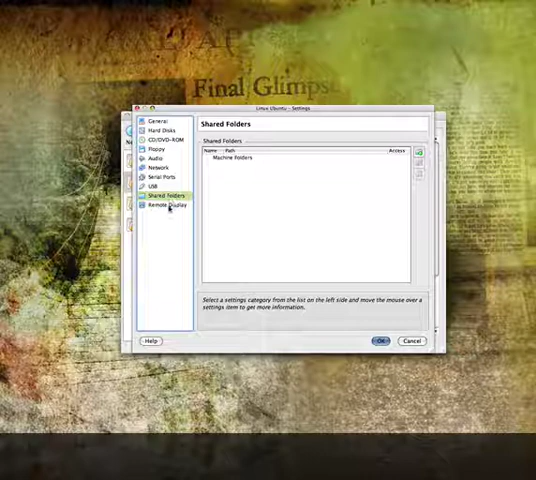 Final Glimpse
Linux Ubuntu - Settings
General
Hard Disks
CD/DVD-ROM
Floppy
Audio
Network
Serial Ports
USB
Shared Folders
Remote Display
Shared Folders
Shared Folders
Name Path Access
Machine Folders
Select a settings category from the list on the left side and move the mouse over a
settings item to get more information.
Help
OK
Cancel